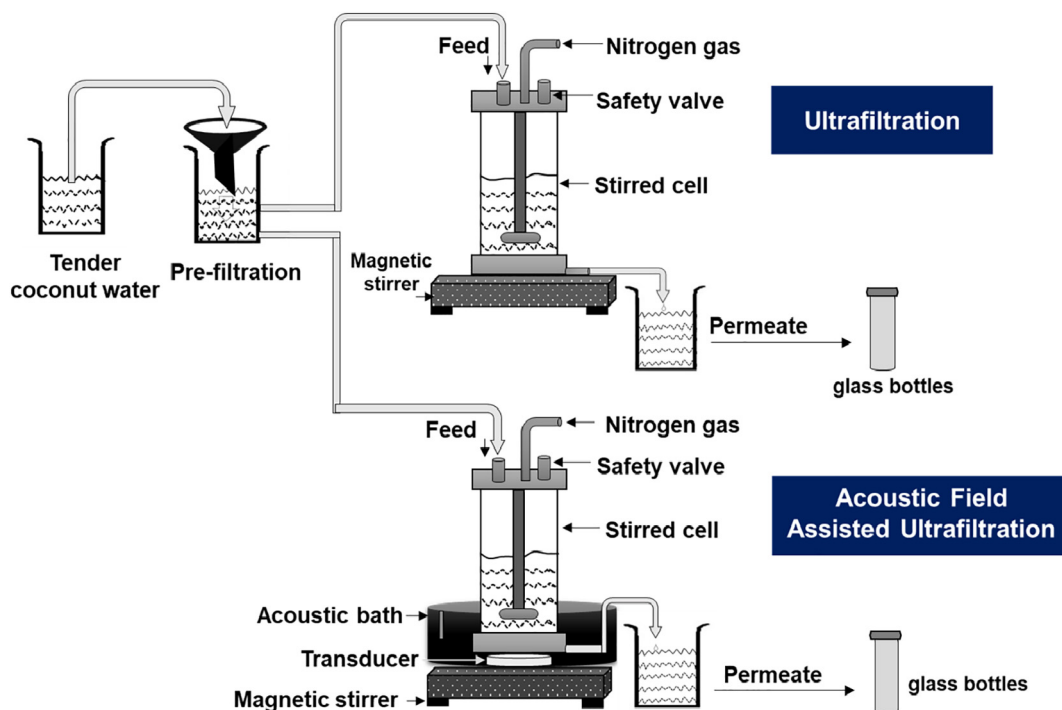 Feed
Nitrogen gas
Safety valve
Ultrafiltration
Stirred cell
Tender
coconut water
Pre-filtration
Magnetic
stirrer
Permeate
glass bottles
Feed
Nitrogen gas
Safety valve
Stirred cell
Acoustic Field
Assisted Ultrafiltration
Acoustic bath
Transducer
Magnetic stirrer
Permeate
glass bottles